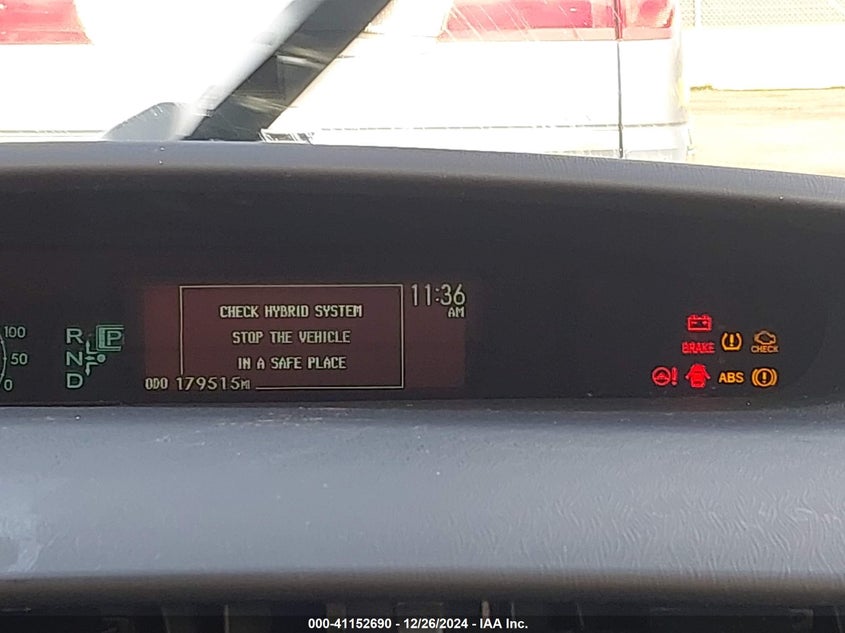 CHECK HYBRID SYSTEM
STOP THE VEHICLE
IN A SAFE PLACE
ODO 179515MI
11:36
AM
100
50
0
R
N
D
P
BRAKE
CHECK
ABS
000-41152690 - 12/26/2024 - IAA Inc.